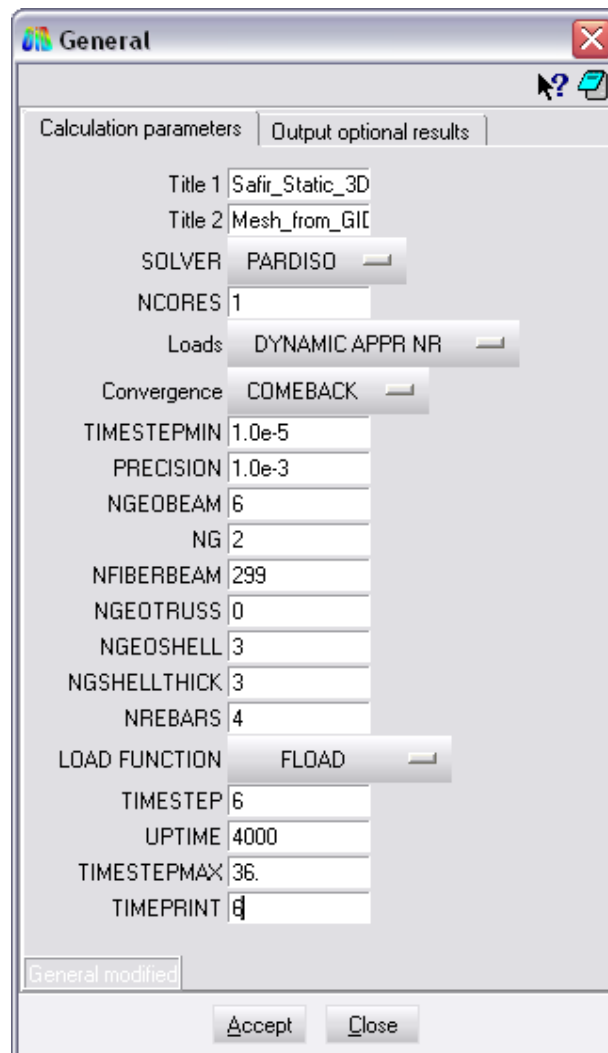 General
Calculation parameters Output optional results
Title 1 Safir_Static_3D
Title 2 Mesh_from_GI
SOLVER PARDISO
NCORES 1
Loads DYNAMIC APPR NR
Convergence COMEBACK
TIMESTEPMIN 1.0e-5
PRECISION 1.0e-3
NGEOBEAM 6
NG 2
NFIBERBEAM 299
NGEOTRUSS 0
NGEOSHELL 3
NGSHELLTHICK 3
NREBARS 4
LOAD FUNCTION FLOAD
TIMESTEP 6
UPTIME 4000
TIMESTEPMAX 36.
TIMEPRINT 6
General modified
Accept Close